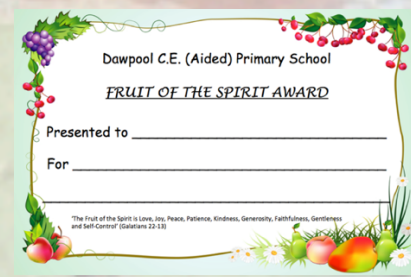 Dawpool C.E. (Aided) Primary School
FRUIT OF THE SPIRIT AWARD
Presented to
For
'The Fruit of the Spirit is Love, Joy, Peace, Patience, Kindness, Generosity, Faithfulness, Gentleness
and Self-Control' (Galatians 22-13)